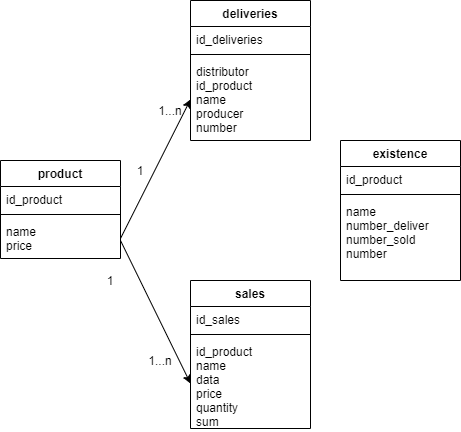 deliveries
id_deliveries
distributor
id_product
name
producer
number
1...n
1
product
id_product
name
price
1
1...n
existence
id_product
name
number_deliver
number_sold
number
sales
id_sales
id_product
name
data
price
quantity
sum